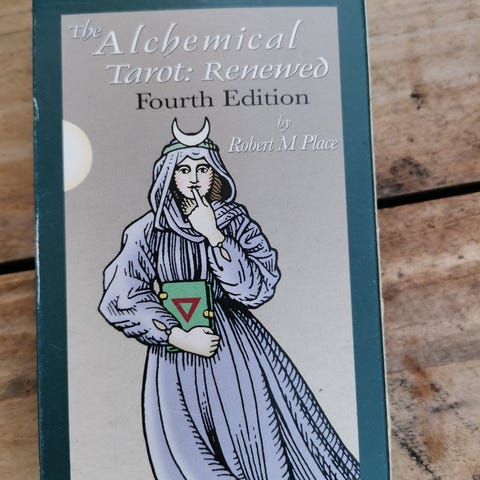 The
Alchemical
Tarot: Renewed
Fourth Edition
by
Robert M Place